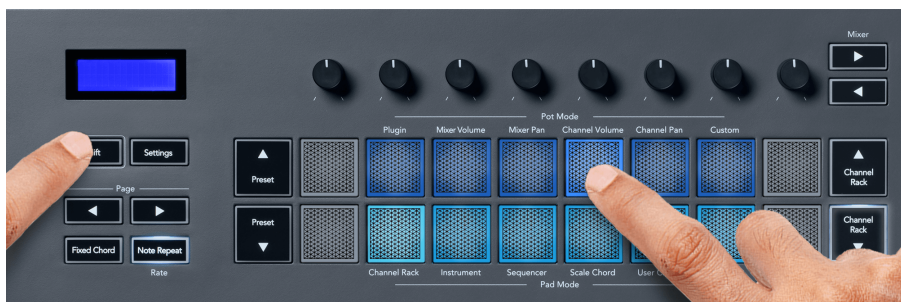 Mixer
Pot Mode
Plugin
Mixer Volume
Mixer Pan
Channel Volume
Channel Pan
Custom
Settings
Preset
Channel
Rack
Page
Preset
Channel
Rack
Fixed Chord
Note Repeat
Rate
Channel Rack
Instrument
Sequencer
Scale Chord
Pad Mode